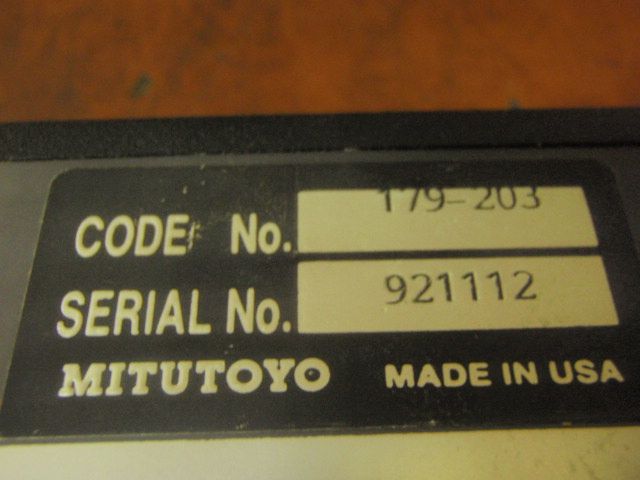 CODE No. 179-203
SERIAL No. 921112
MITUTOYO MADE IN USA